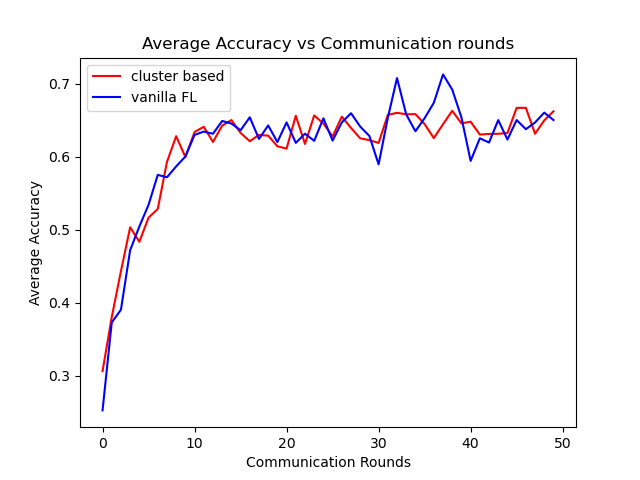 Average Accuracy vs Communication rounds
cluster based
vanilla FL
0.7
0.6
0.5
0.4
0.3
Average Accuracy
0 10 20 30 40 50
Communication Rounds